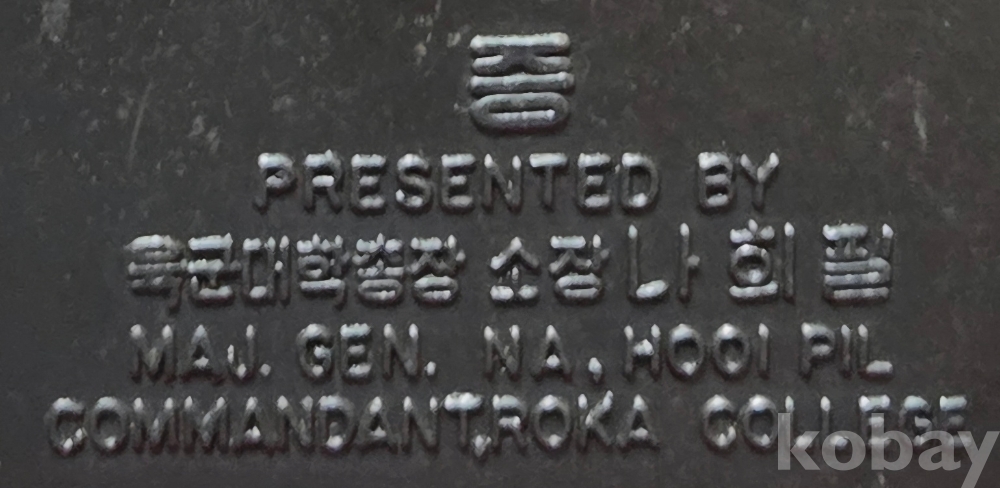 증
PRESENTED BY
육군대학총장 소장 나 희 필
MAJ. GEN. NA, HOOI PIL
COMMANDANT, ROKA COLLEGE
kobay